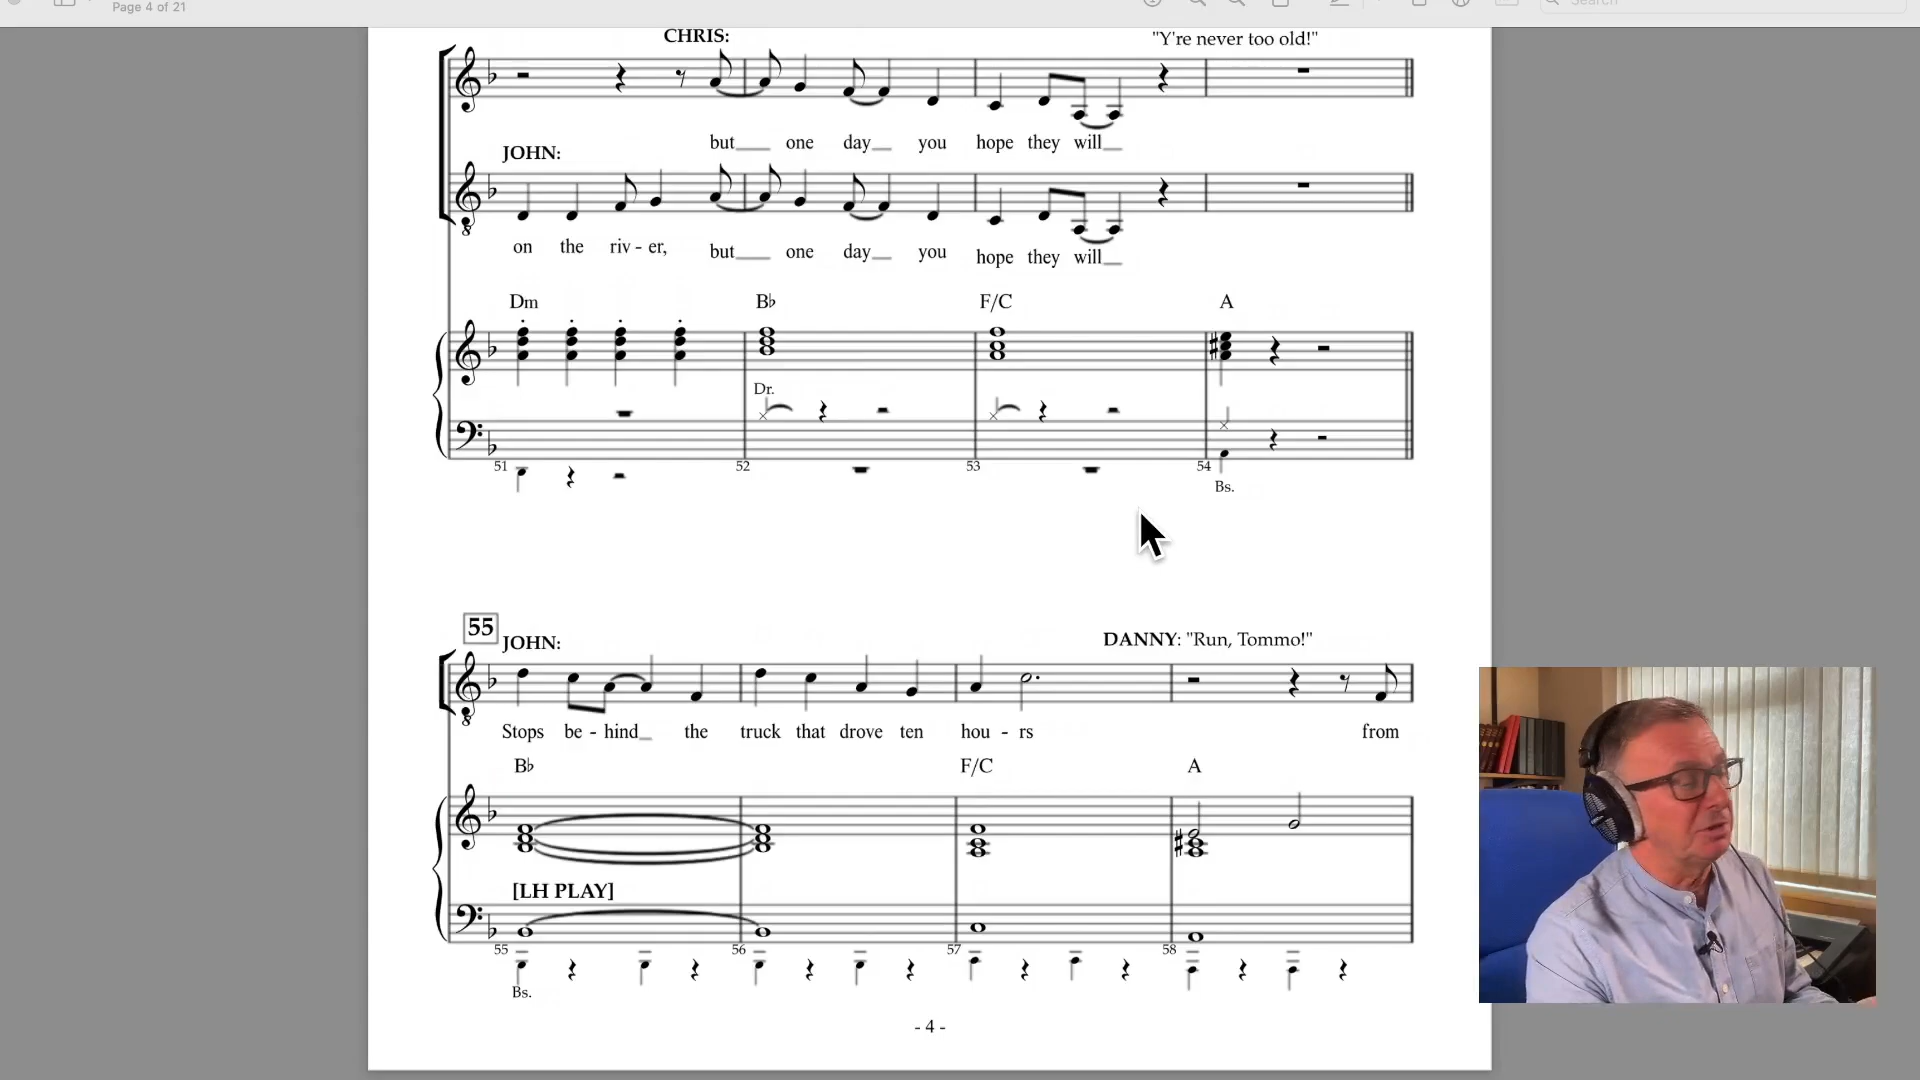 Page 4 of 21
Search
CHRIS:
"Y're never too old!"
but one day you hope they will
JOHN:
on the riv - er, but one day you hope they will
Dm B♭ F/C A
Dr.
51 52 53 54
Bs.
55
JOHN:
DANNY: "Run, Tommo!"
Stops be - hind the truck that drove ten hou - rs from
B♭ F/C A
[LH PLAY]
55 56 57 58
Bs.
- 4 -